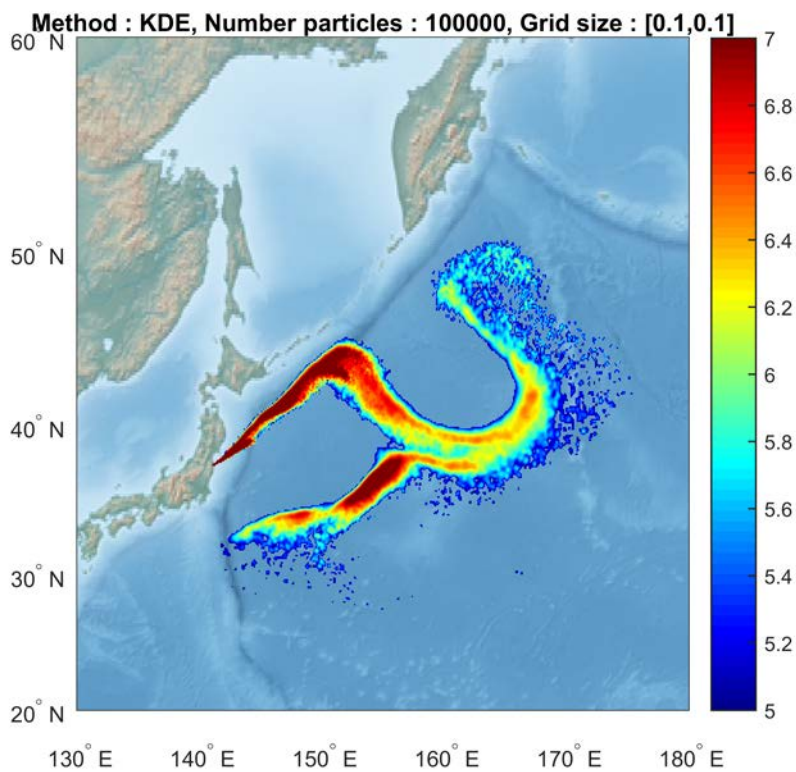 Method : KDE, Number particles : 100000, Grid size : [0.1,0.1]
60° N
50° N
40° N
30° N
20° N
130° E
140° E
150° E
160° E
170° E
180° E
7
6.8
6.6
6.4
6.2
6
5.8
5.6
5.4
5.2
5